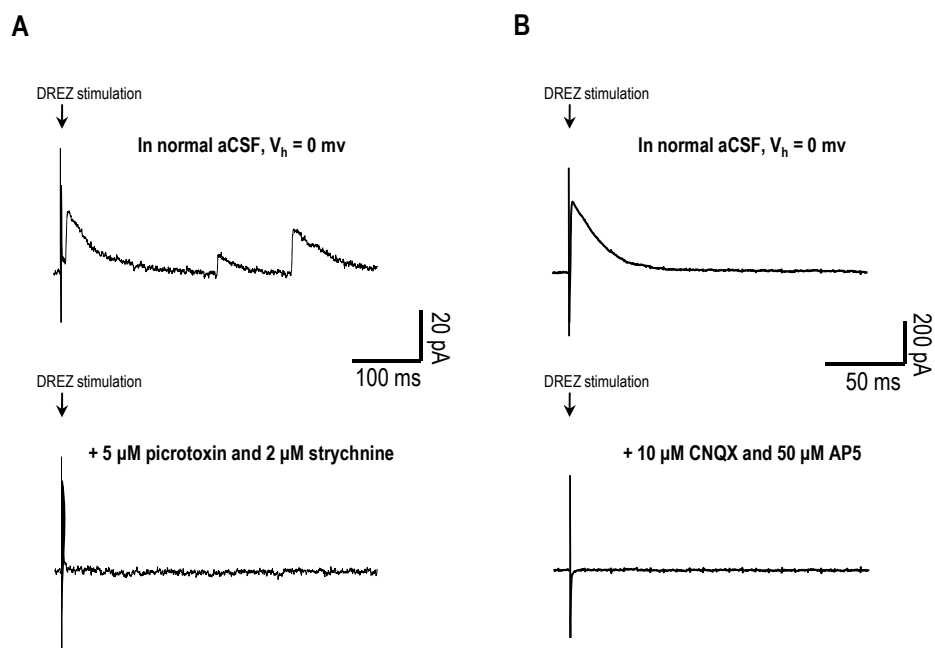 A
DREZ stimulation
In normal aCSF, Vₕ = 0 mv
20 pA
100 ms
DREZ stimulation
+ 5 µM picrotoxin and 2 µM strychnine
B
DREZ stimulation
In normal aCSF, Vₕ = 0 mv
200 pA
50 ms
DREZ stimulation
+ 10 µM CNQX and 50 µM AP5